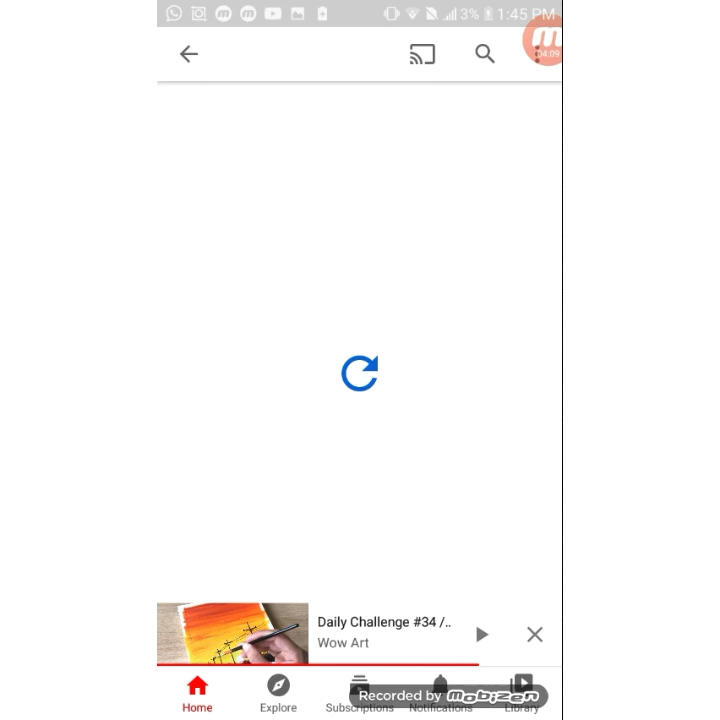 3% 1:45 PM
04:09
Daily Challenge #34 /..
Wow Art
Recorded by mobizen
Home Explore Subscriptions Notifications Library